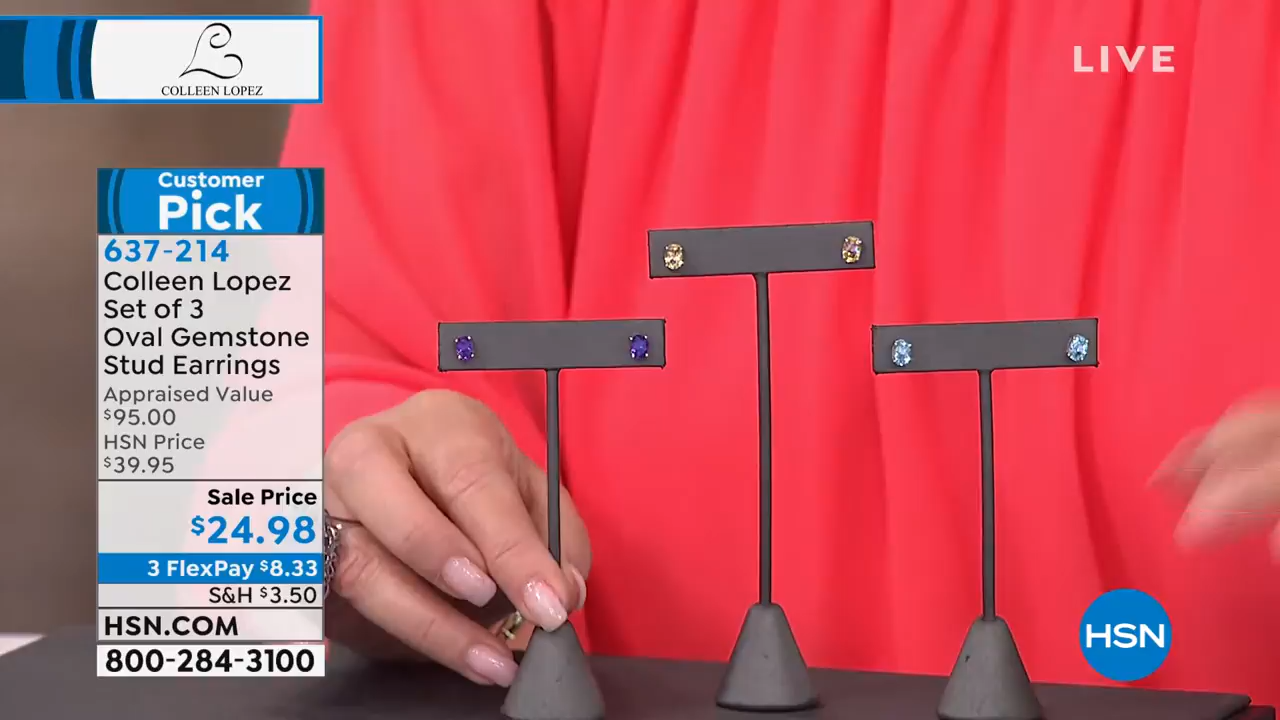 COLLEEN LOPEZ
LIVE
Customer
Pick
637-214
Colleen Lopez
Set of 3
Oval Gemstone
Stud Earrings
Appraised Value
$95.00
HSN Price
$39.95
Sale Price
$24.98
3 FlexPay $8.33
S&H $3.50
HSN.COM
800-284-3100
HSN